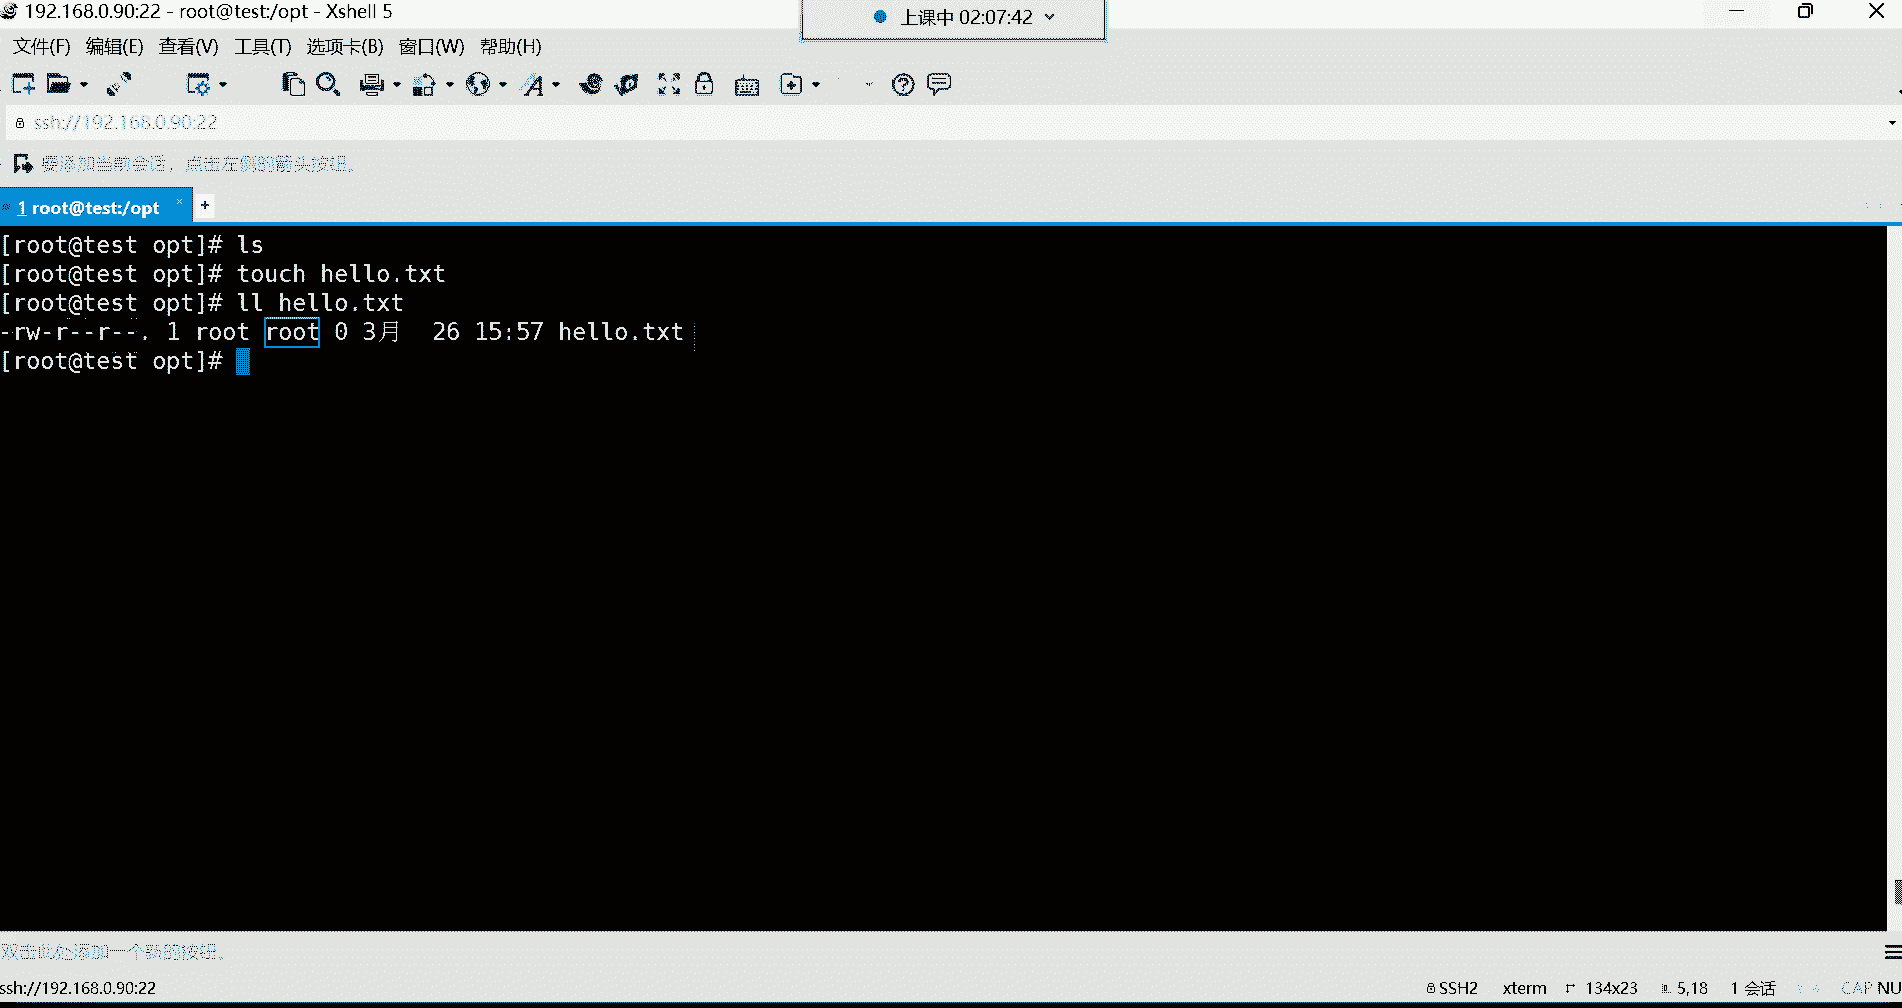 192.168.0.90:22 - root@test:/opt - Xshell 5
上课中 02:07:42
文件(F) 编辑(E) 查看(V) 工具(T) 选项卡(B) 窗口(W) 帮助(H)
ssh://192.168.0.90:22
要添加当前会话，点击左侧的箭头按钮。
1 root@test:/opt × +
[root@test opt]# ls
[root@test opt]# touch hello.txt
[root@test opt]# ll hello.txt
-rw-r--r--. 1 root root 0 3月  26 15:57 hello.txt
[root@test opt]#
双击此处添加一个新的按钮。
ssh://192.168.0.90:22 SSH2 xterm 134x23 5,18 1 会话 CAP NU